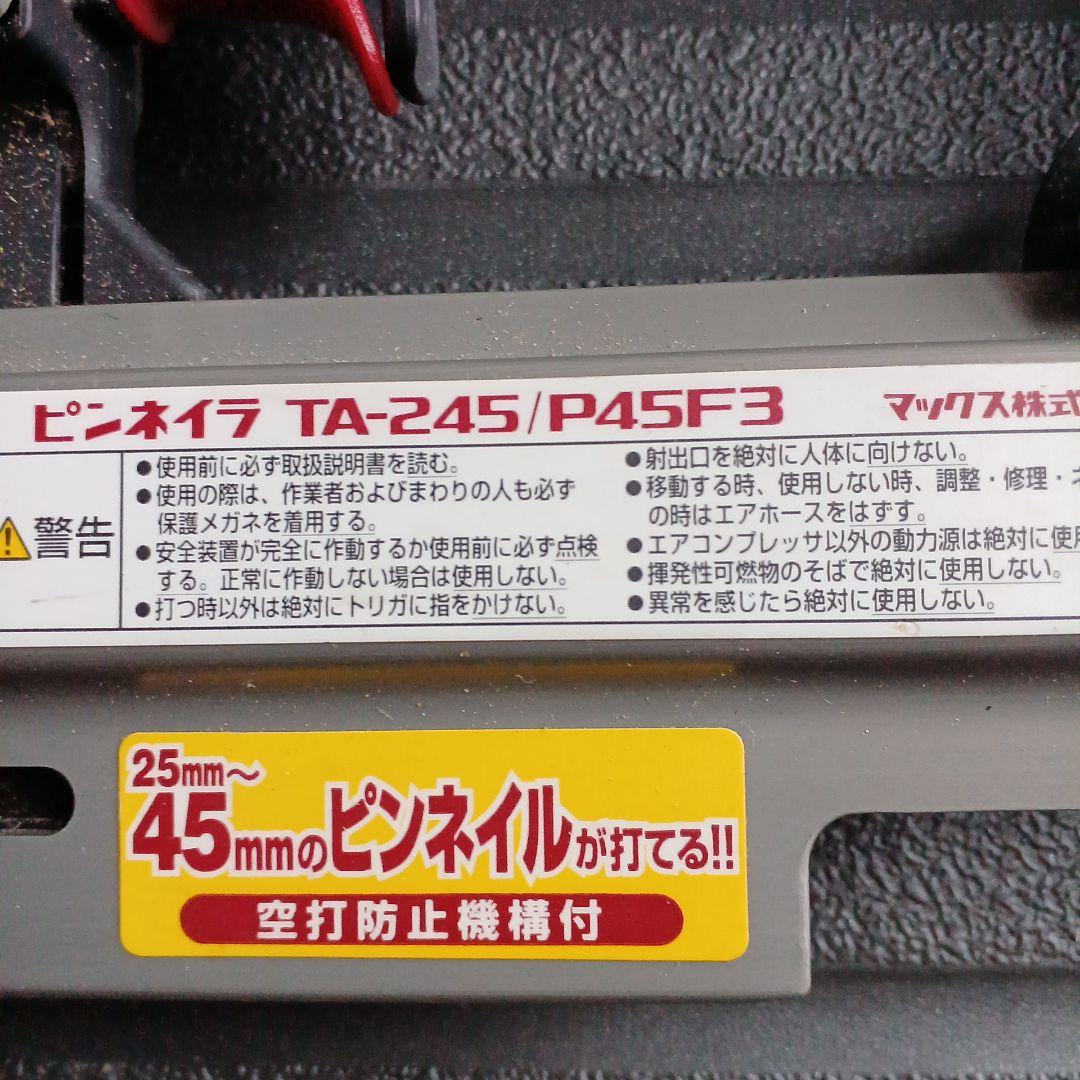 ピンネイラ TA-245/P45F3 マックス株式
警告
●使用前に必ず取扱説明書を読む。
●使用の際は、作業者およびまわりの人も必ず
保護メガネを着用する。
●安全装置が完全に作動するか使用前に必ず点検
する。正常に作動しない場合は使用しない。
●打つ時以外は絶対にトリガに指をかけない。
●射出口を絶対に人体に向けない。
●移動する時、使用しない時、調整・修理・
の時はエアホースをはずす。
●エアコンプレッサ以外の動力源は絶対に使用
●揮発性可燃物のそばで絶対に使用しない。
●異常を感じたら絶対に使用しない。
25mm～
45mmのピンネイルが打てる!!
空打防止機構付